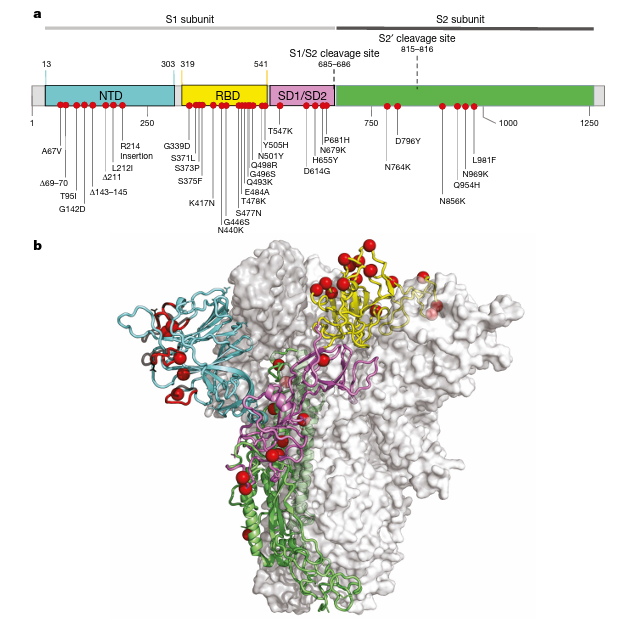 a
S1 subunit
S2 subunit
S2′ cleavage site
815–816
S1/S2 cleavage site
685–686
13
303
319
541
NTD
RBD
SD1/SD2
1
250
750
1000
1250
A67V
Δ69–70
T95I
G142D
Δ143–145
Δ211
L212I
R214
Insertion
G339D
S371L
S373P
S375F
K417N
N440K
G446S
S477N
T478K
E484A
Q493K
G496S
Q498R
N501Y
Y505H
T547K
D614G
H655Y
N679K
P681H
N764K
D796Y
N856K
Q954H
N969K
L981F
b